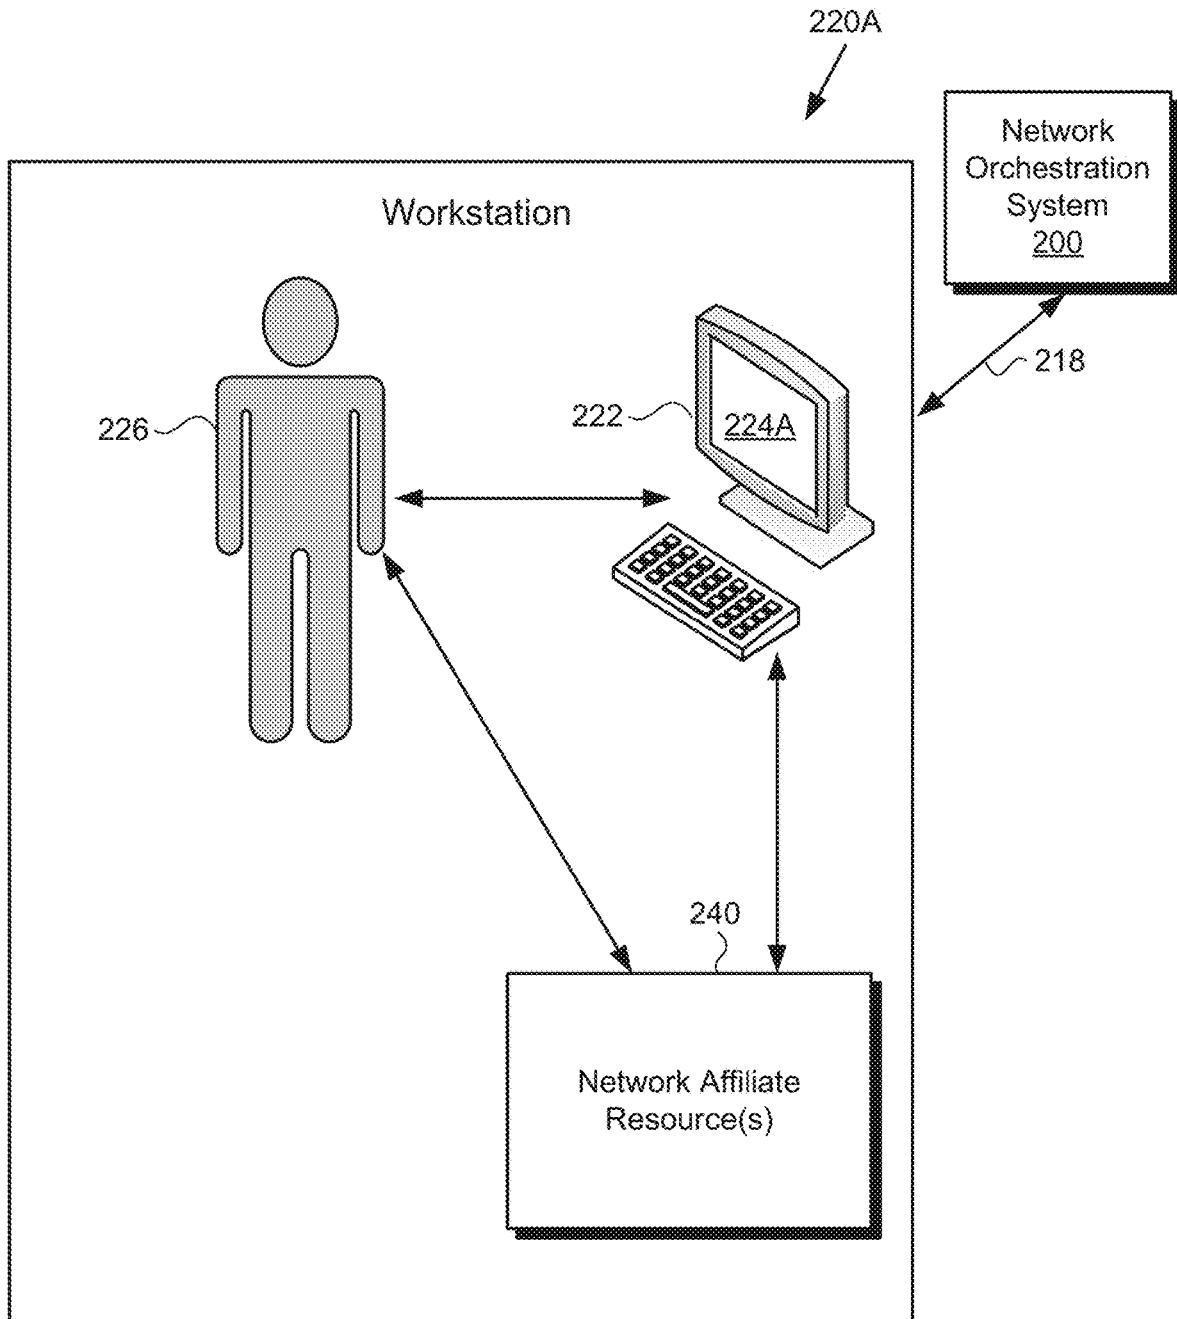 220A
Network
Orchestration
System
200
Workstation
218
226
222
224A
240
Network Affiliate
Resource(s)